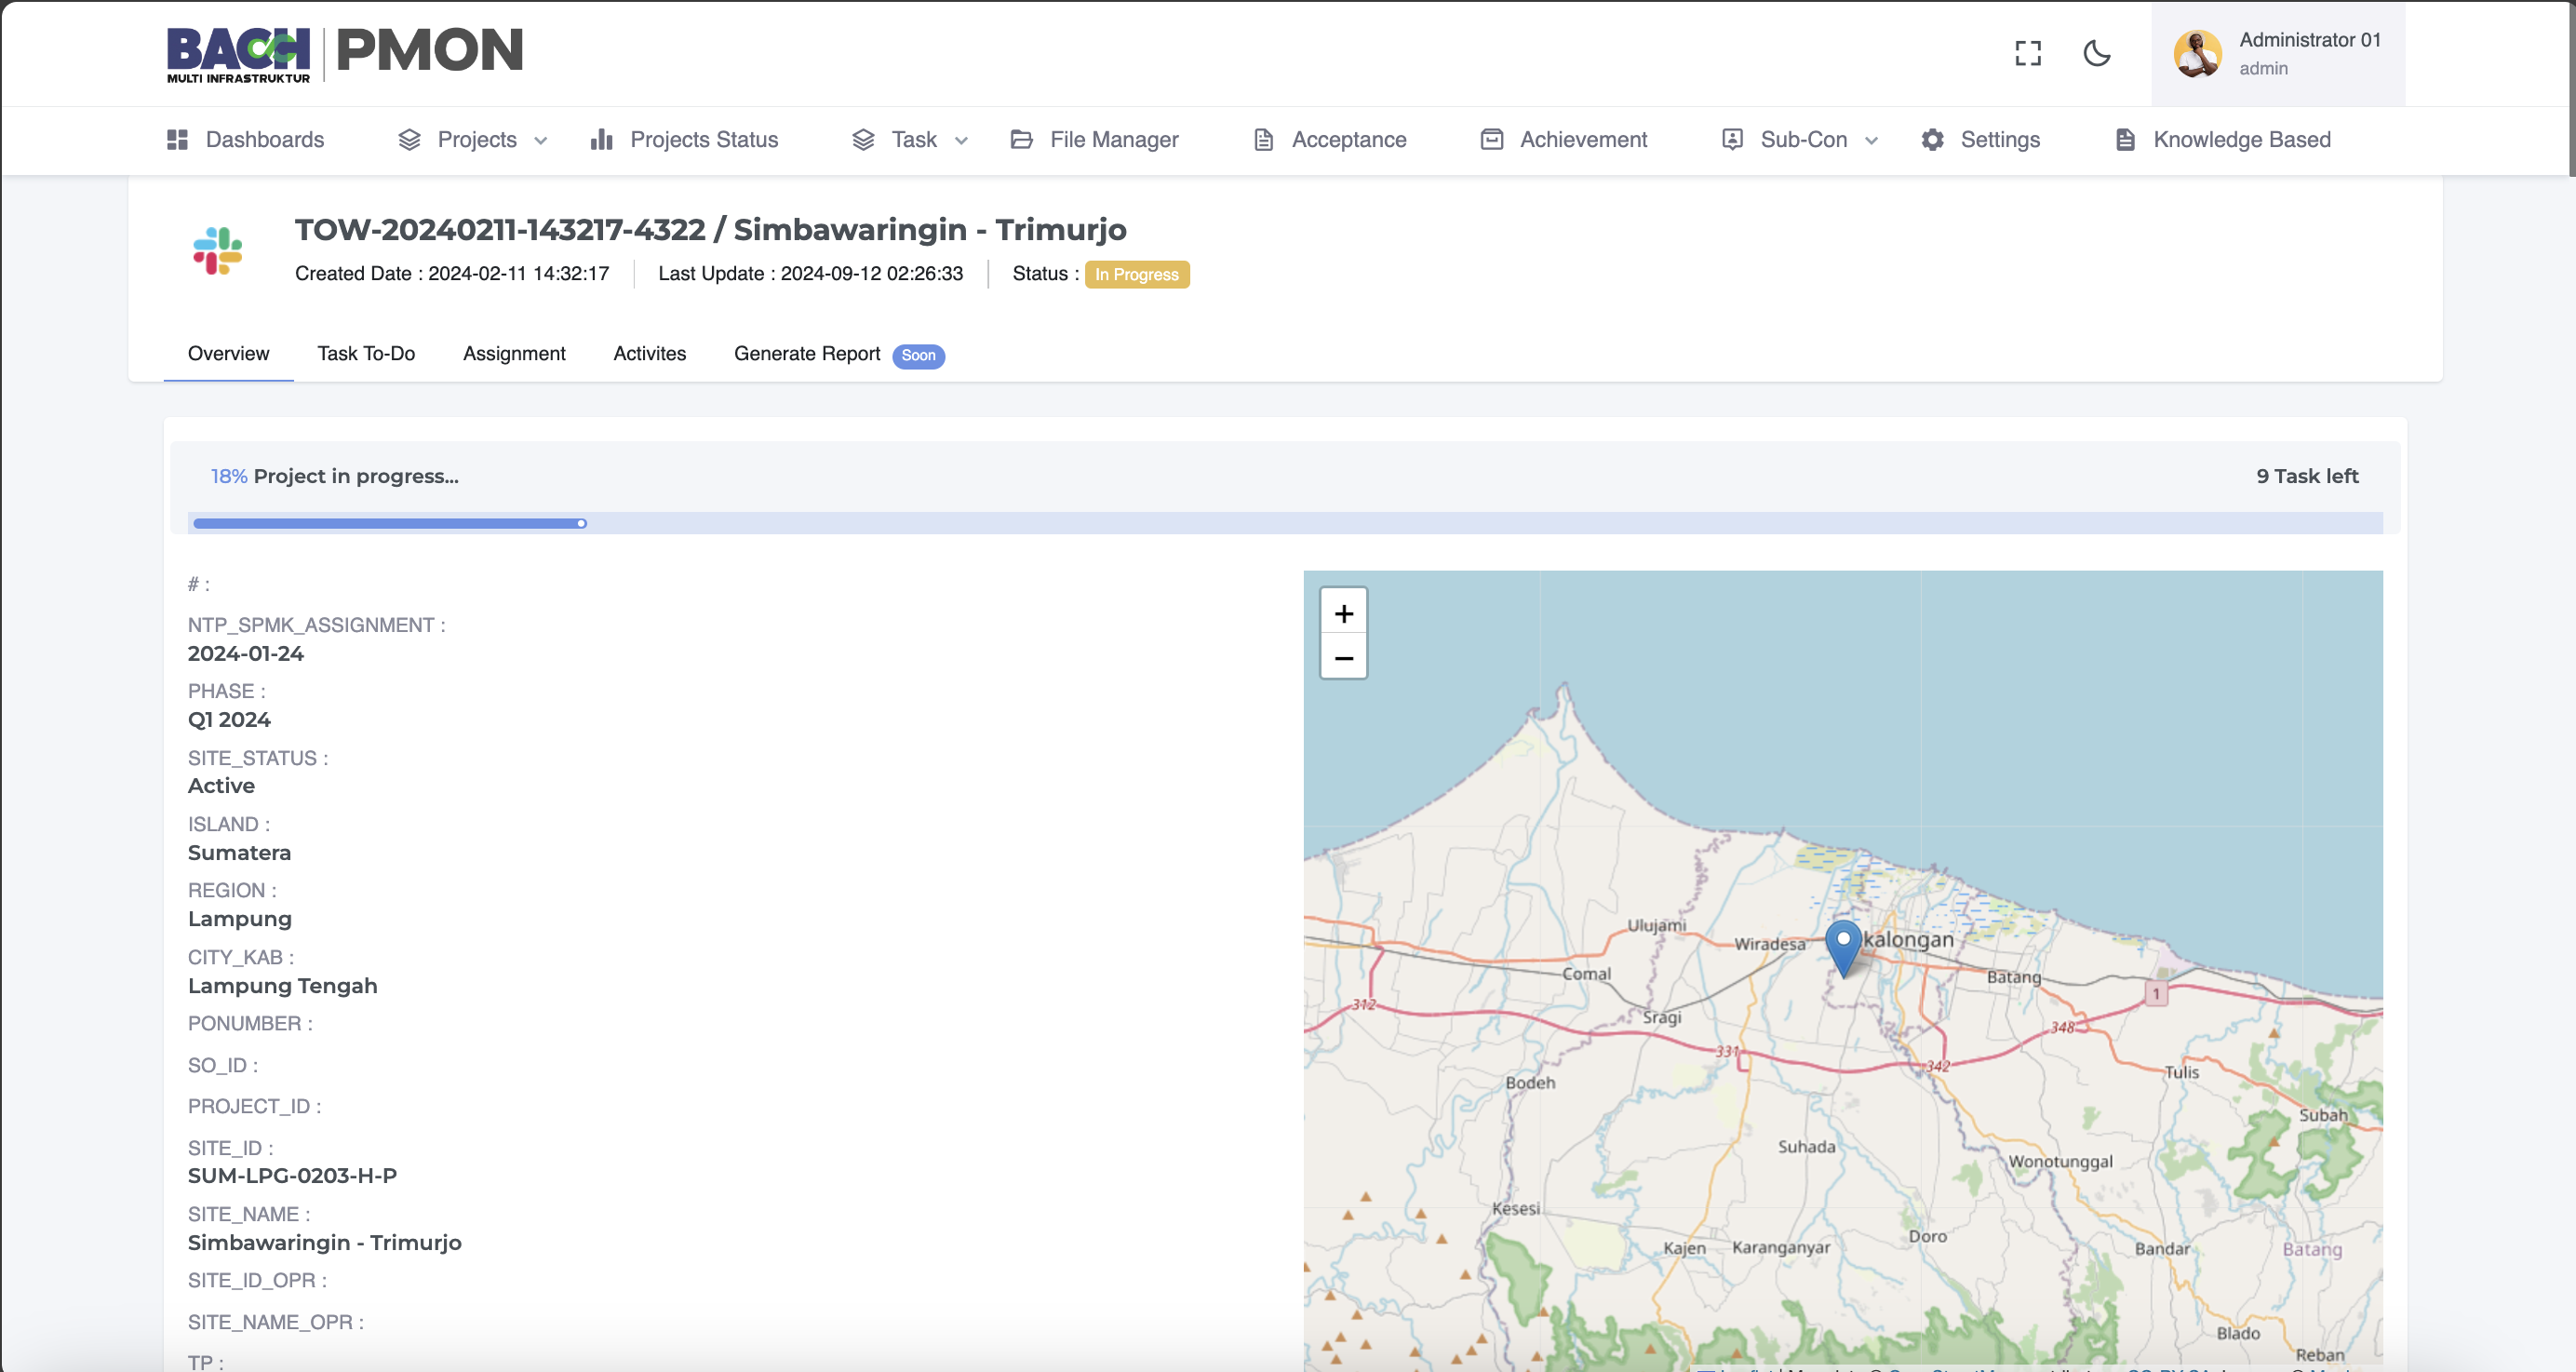 BACH
MULTI INFRASTRUKTUR
PMON
Administrator 01
admin
Dashboards
Projects
Projects Status
Task
File Manager
Acceptance
Achievement
Sub-Con
Settings
Knowledge Based
TOW-20240211-143217-4322 / Simbawaringin - Trimurjo
Created Date : 2024-02-11 14:32:17
Last Update : 2024-09-12 02:26:33
Status : In Progress
Overview
Task To-Do
Assignment
Activites
Generate Report Soon
18% Project in progress...
9 Task left
# :
NTP_SPMK_ASSIGNMENT :
2024-01-24
PHASE :
Q1 2024
SITE_STATUS :
Active
ISLAND :
Sumatera
REGION :
Lampung
CITY_KAB :
Lampung Tengah
PONUMBER :
SO_ID :
PROJECT_ID :
SITE_ID :
SUM-LPG-0203-H-P
SITE_NAME :
Simbawaringin - Trimurjo
SITE_ID_OPR :
SITE_NAME_OPR :
TP :
+
−
Ulujami
Wiradesa
kalongan
Comal
Batang
312
1
Sragi
348
331
342
Bodeh
Tulis
Subah
Suhada
Wonotunggal
Kesesi
Kajen
Karanganyar
Doro
Bandar
Batang
Blado
Reban